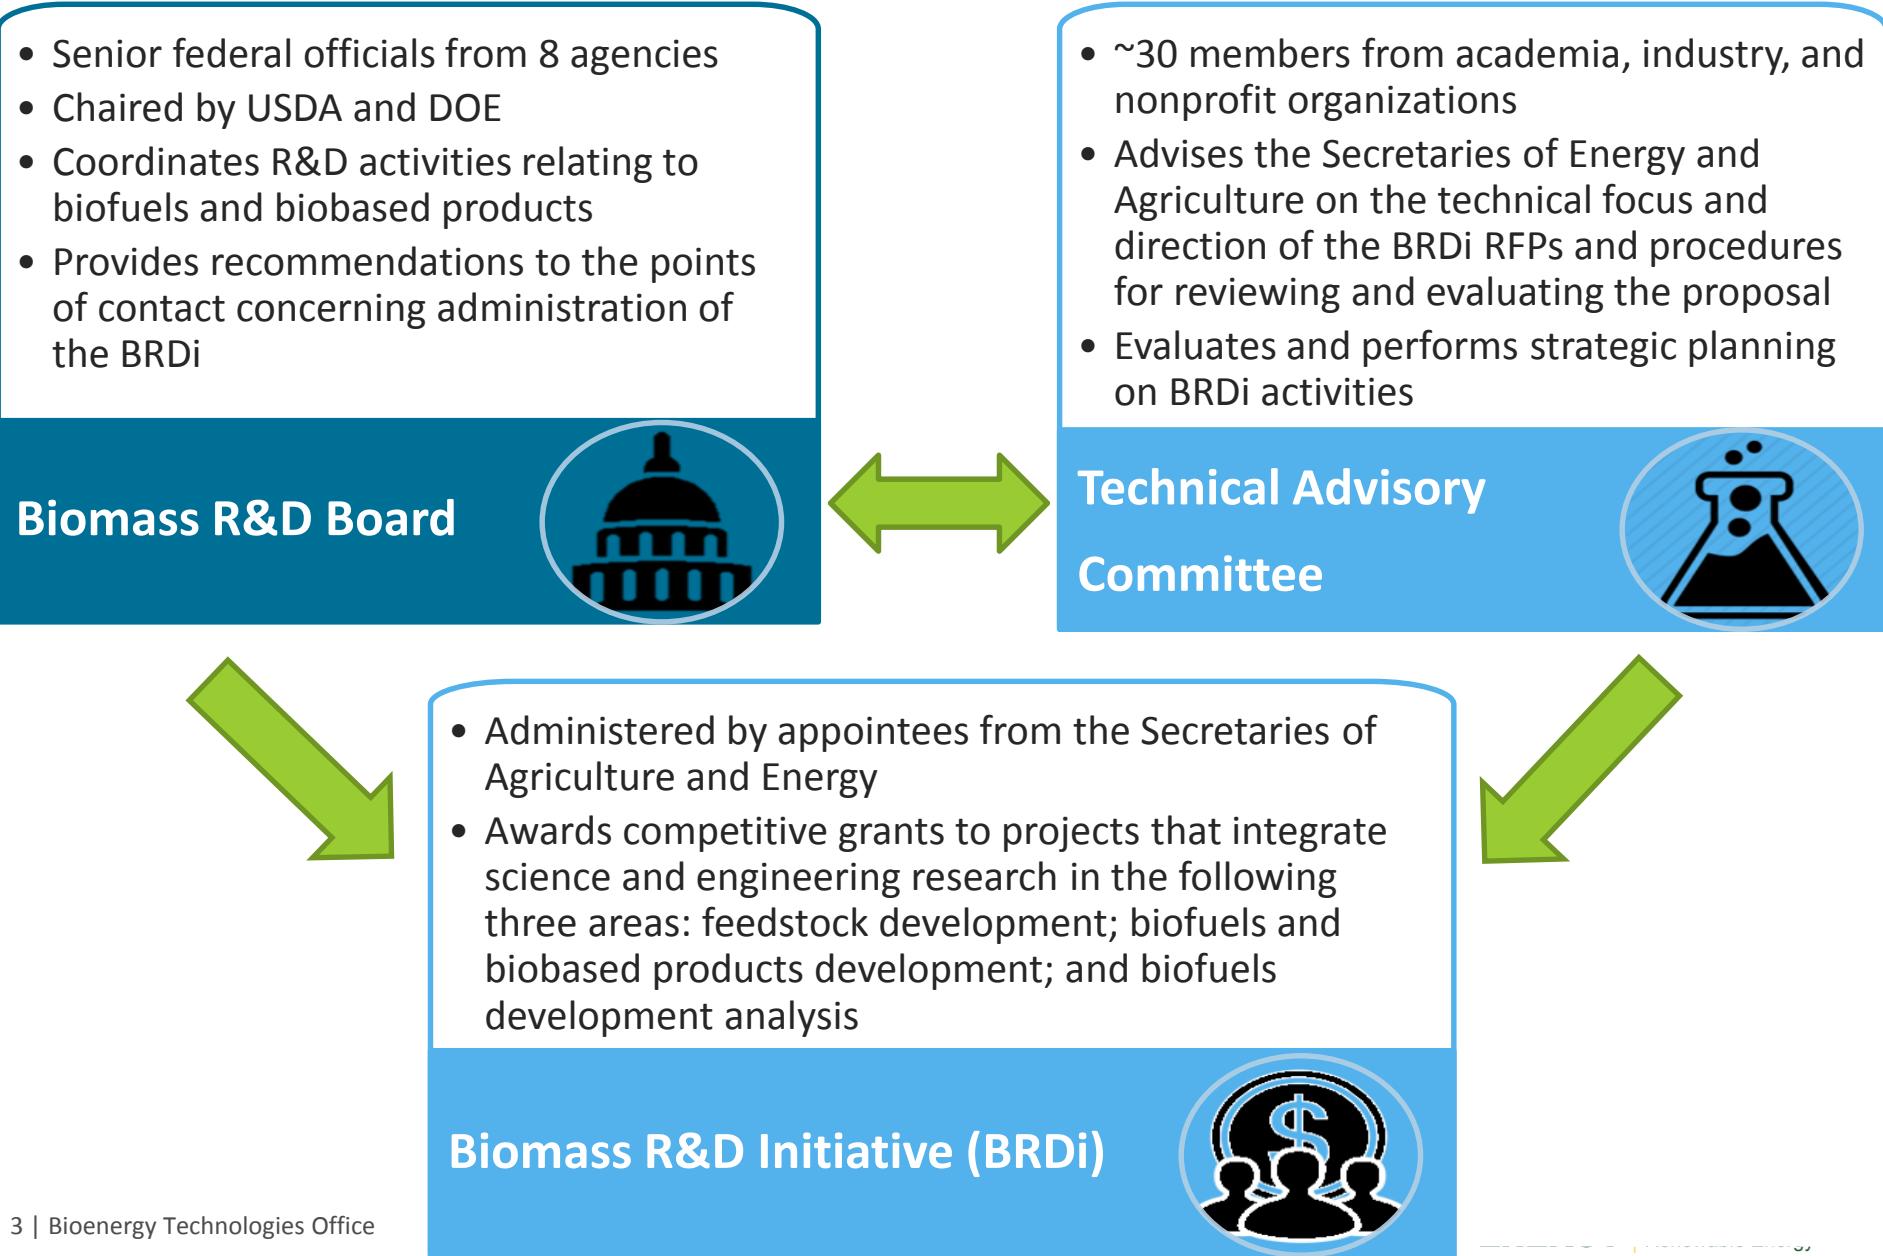 • Senior federal officials from 8 agencies
• Chaired by USDA and DOE
• Coordinates R&D activities relating to
biofuels and biobased products
• Provides recommendations to the points
of contact concerning administration of
the BRDi
Biomass R&D Board
• ~30 members from academia, industry, and
nonprofit organizations
• Advises the Secretaries of Energy and
Agriculture on the technical focus and
direction of the BRDi RFPs and procedures
for reviewing and evaluating the proposal
• Evaluates and performs strategic planning
on BRDi activities
Technical Advisory
Committee
• Administered by appointees from the Secretaries of
Agriculture and Energy
• Awards competitive grants to projects that integrate
science and engineering research in the following
three areas: feedstock development; biofuels and
biobased products development; and biofuels
development analysis
$
Biomass R&D Initiative (BRDi)
3 | Bioenergy Technologies Office